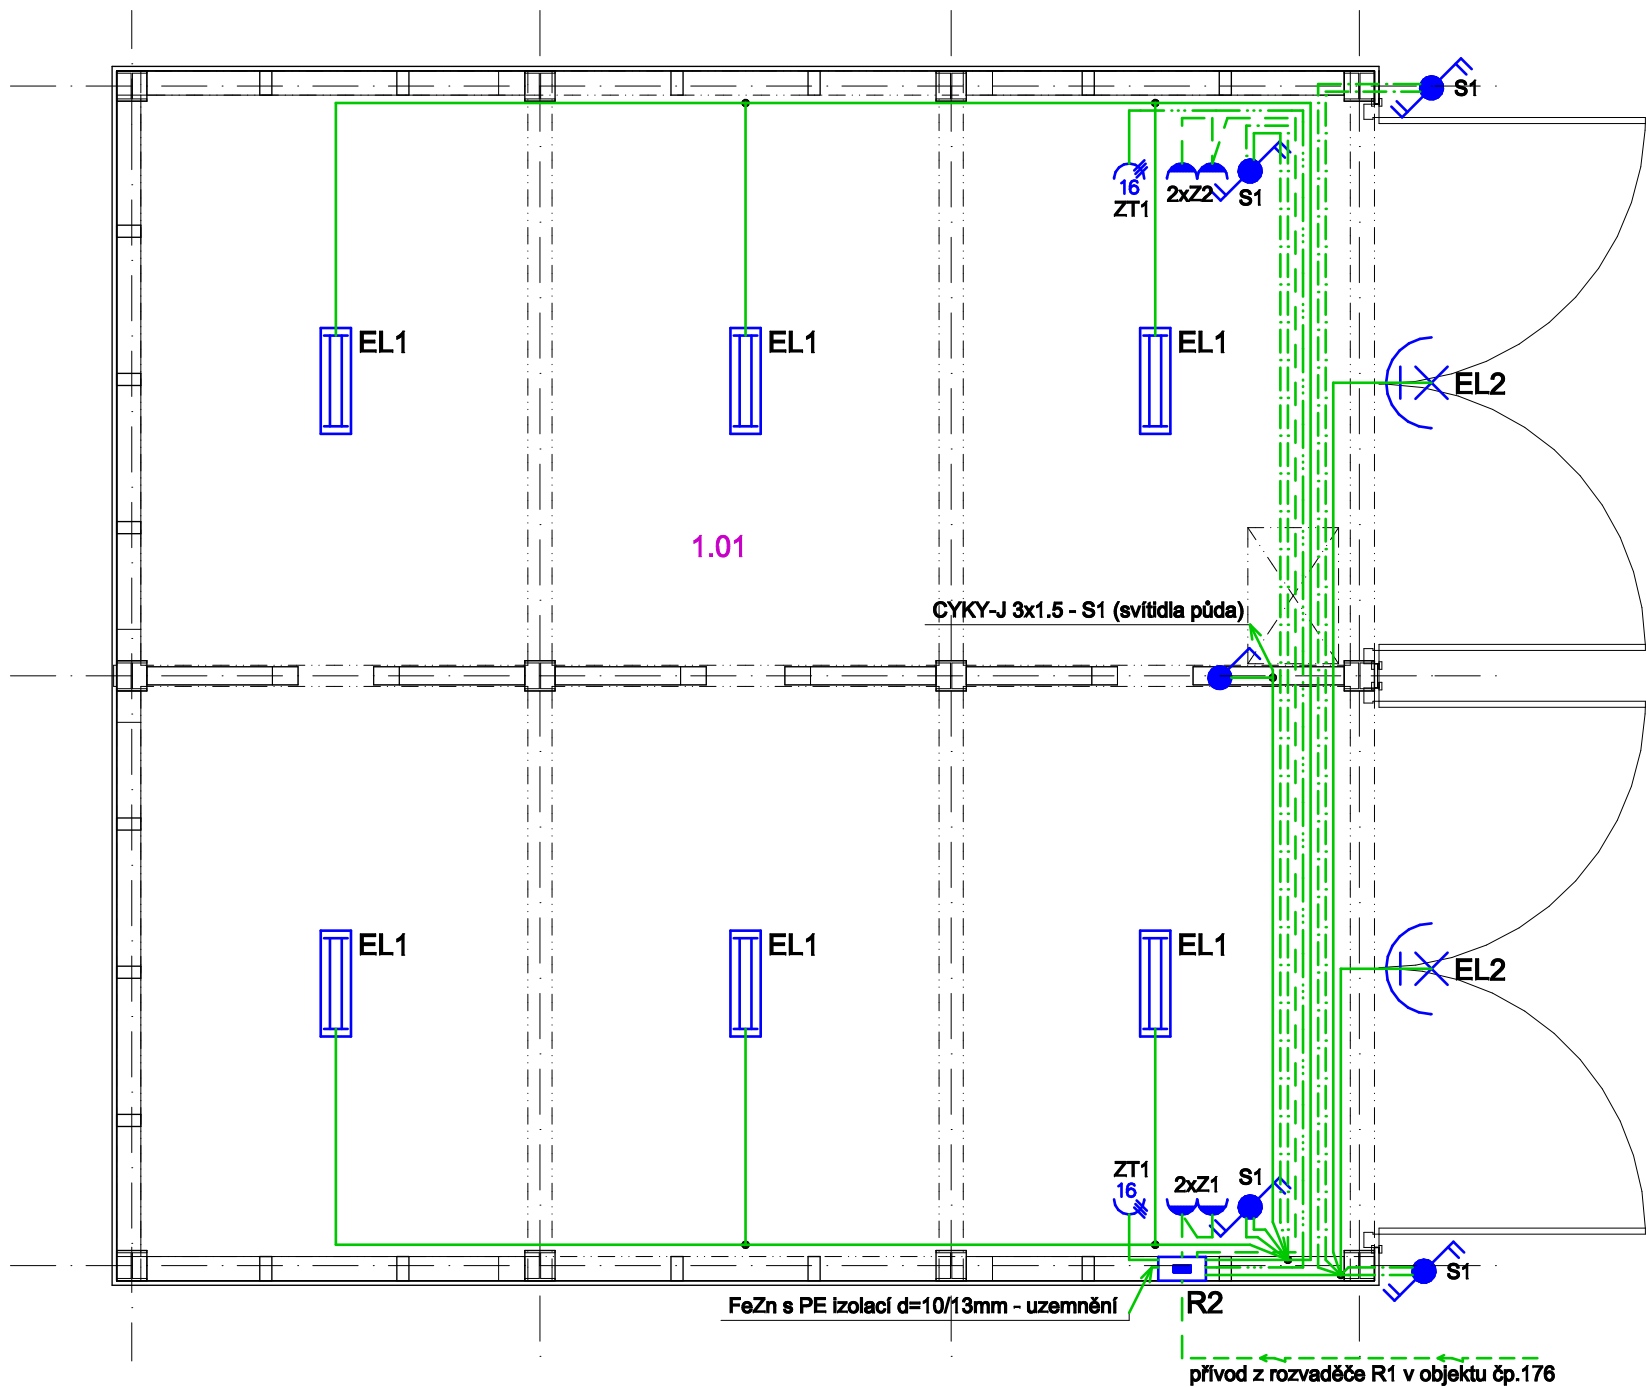 S1
16
ZT1
2xZ2
S1
EL1
EL1
EL1
EL2
1.01
CYKY-J 3x1.5 - S1 (svítidla půda)
EL1
EL1
EL1
EL2
ZT1
16
2xZ1
S1
S1
FeZn s PE izolací d=10/13mm - uzemnění
R2
přívod z rozvaděče R1 v objektu čp.176